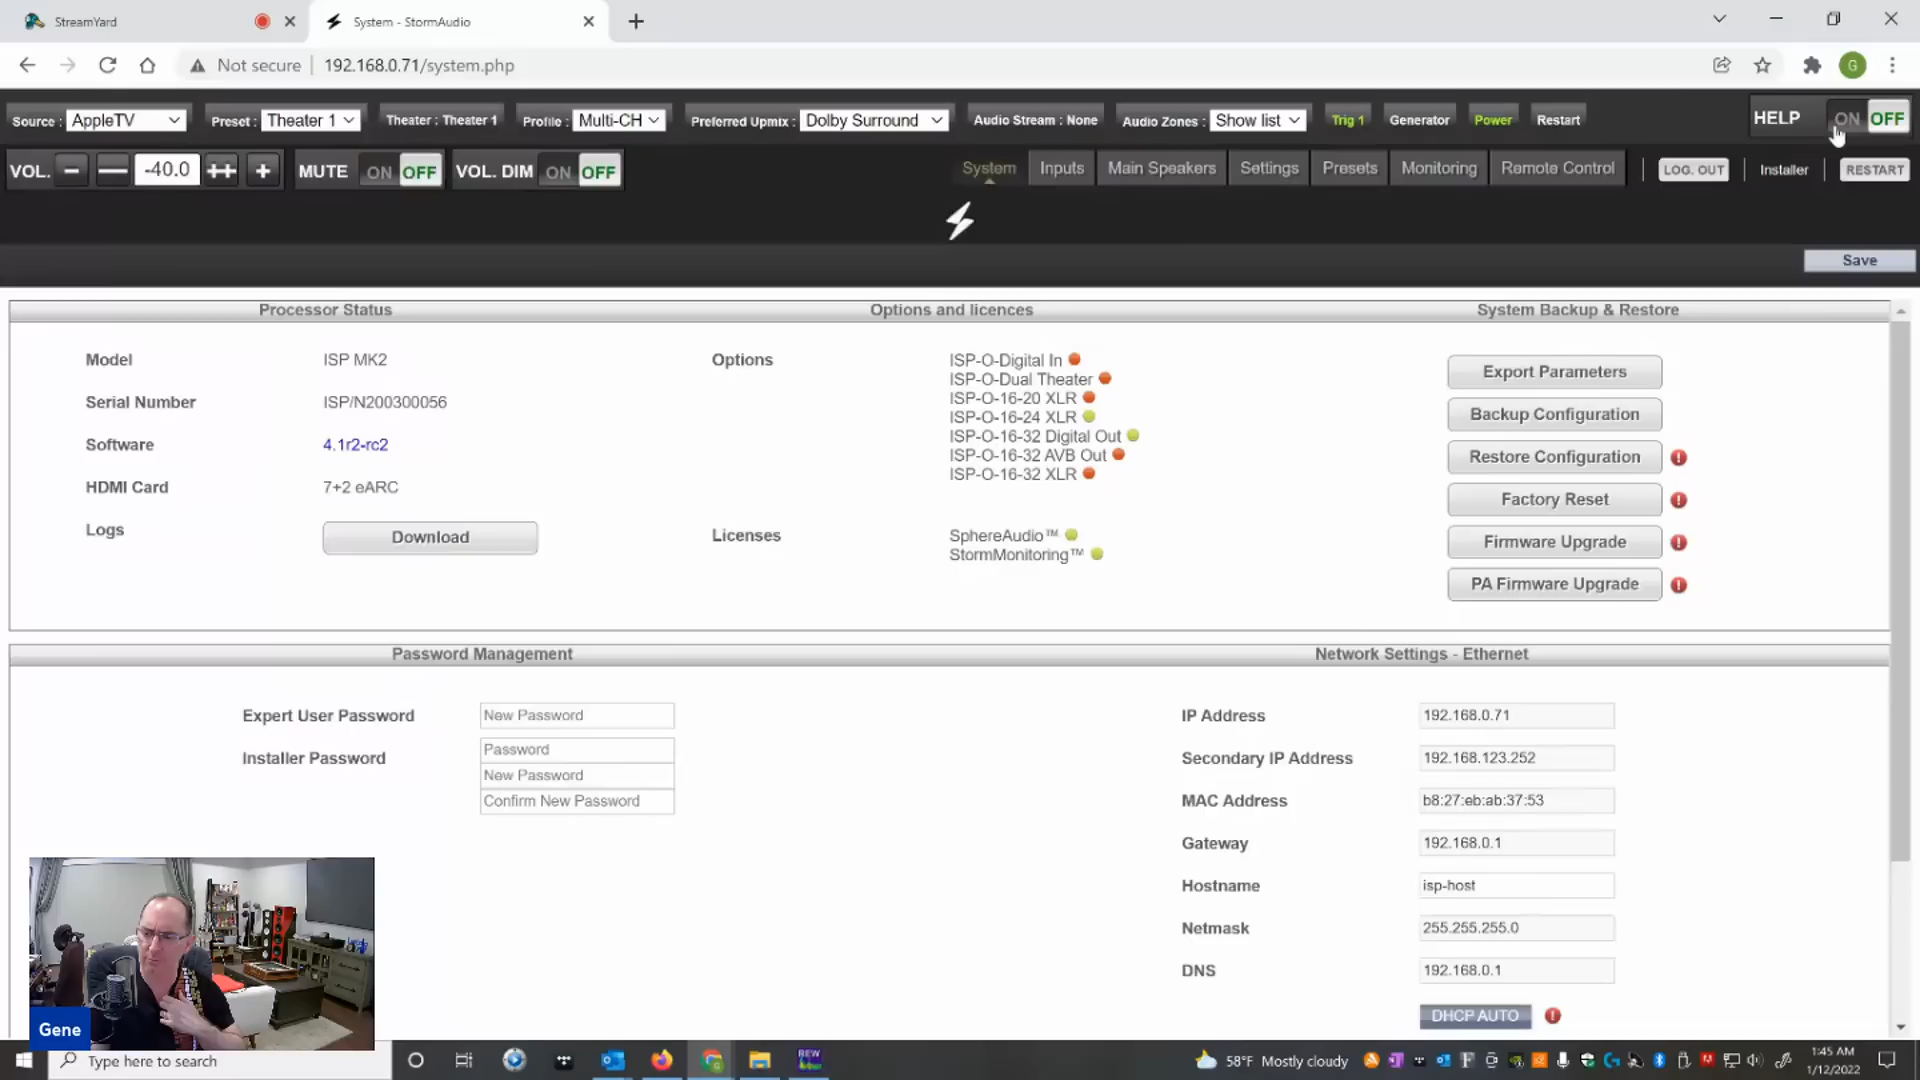 StreamYard
System - StormAudio
Not secure
192.168.0.71/system.php
G
Source : AppleTV
Preset : Theater 1
Theater : Theater 1
Profile : Multi-CH
Preferred Upmix : Dolby Surround
Audio Stream : None
Audio Zones : Show list
Trig 1
Generator
Power
Restart
HELP ON OFF
VOL. -40.0
MUTE ON OFF
VOL. DIM ON OFF
System
Inputs
Main Speakers
Settings
Presets
Monitoring
Remote Control
LOG. OUT
Installer
RESTART
Save
Processor Status
Model ISP MK2
Serial Number ISP/N200300056
Software 4.1r2-rc2
HDMI Card 7+2 eARC
Logs Download
Options and licences
Options
ISP-O-Digital In
ISP-O-Dual Theater
ISP-O-16-20 XLR
ISP-O-16-24 XLR
ISP-O-16-32 Digital Out
ISP-O-16-32 AVB Out
ISP-O-16-32 XLR
Licenses
SphereAudio™
StormMonitoring™
System Backup & Restore
Export Parameters
Backup Configuration
Restore Configuration
Factory Reset
Firmware Upgrade
PA Firmware Upgrade
Password Management
Expert User Password New Password
Installer Password Password
New Password
Confirm New Password
Network Settings - Ethernet
IP Address 192.168.0.71
Secondary IP Address 192.168.123.252
MAC Address b8:27:eb:ab:37:53
Gateway 192.168.0.1
Hostname isp-host
Netmask 255.255.255.0
DNS 192.168.0.1
DHCP AUTO
Gene
Type here to search
REW
58°F Mostly cloudy
1:45 AM
1/12/2022